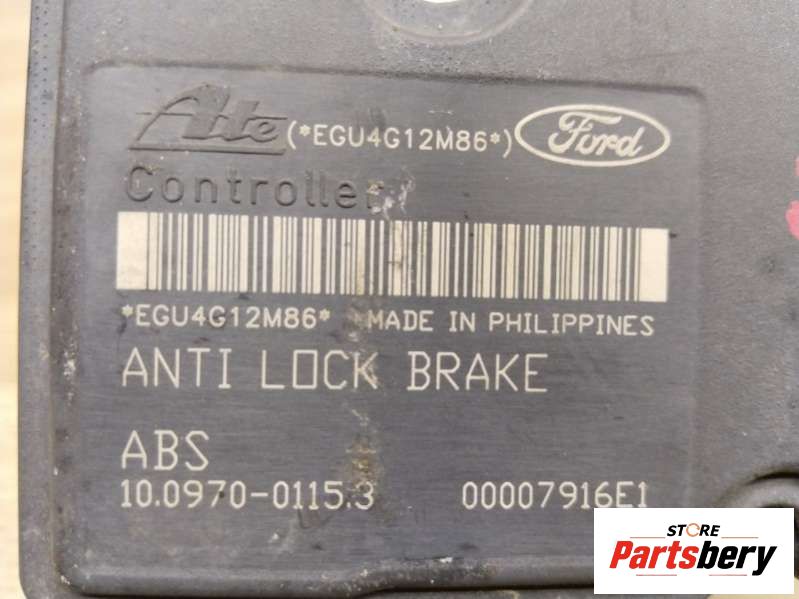 Ate (*EGU4G12M86*) Ford
Controller
*EGU4G12M86* MADE IN PHILIPPINES
ANTI LOCK BRAKE
ABS
10.0970-0115.3 00007916E1
STORE
Partsbery